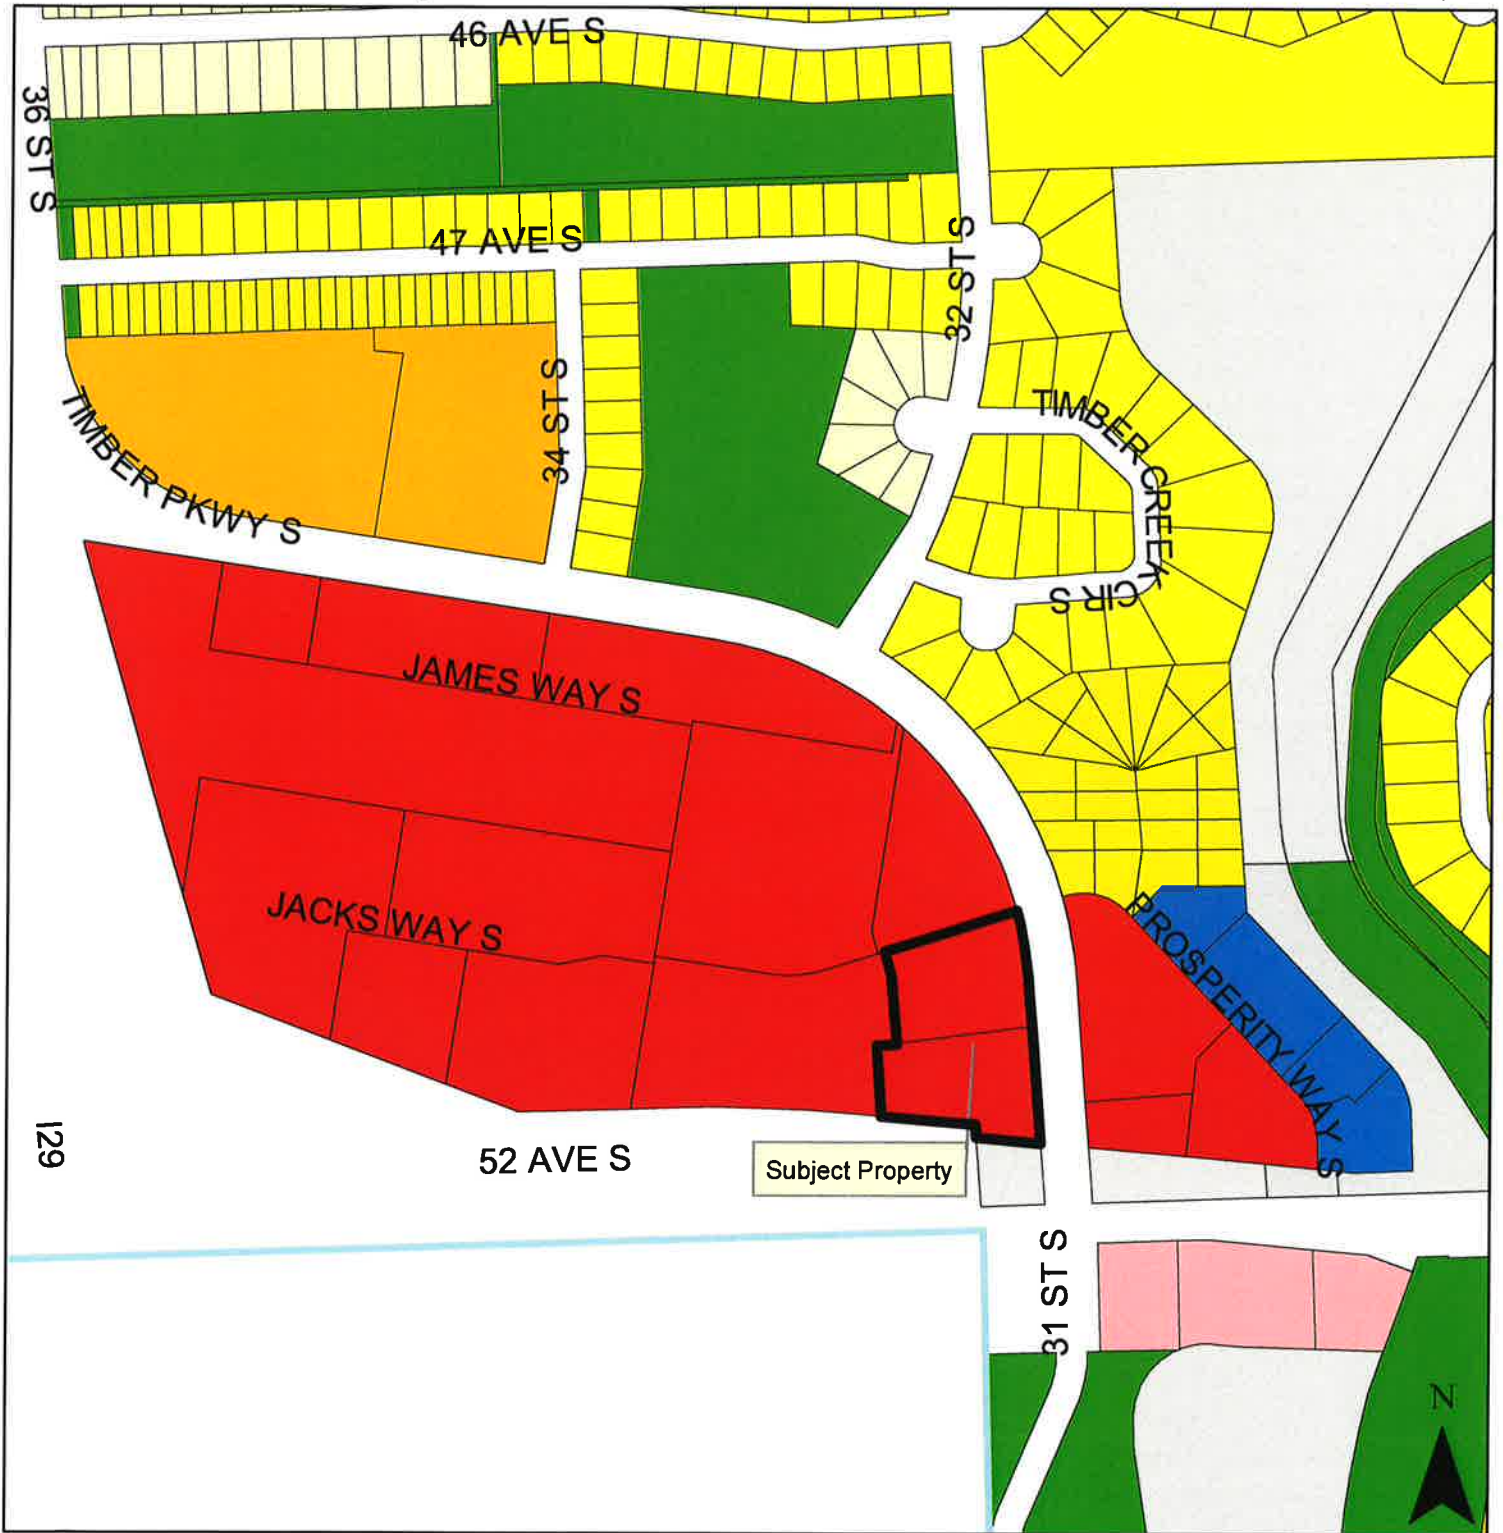 46 AVE S
36 ST S
47 AVE S
32 ST S
34 ST S
TIMBER PKWY S
TIMBER CREEK CIR S
JAMES WAY S
JACKS WAY S
PROSPERITY WAY S
I29
52 AVE S
Subject Property
31 ST S
N